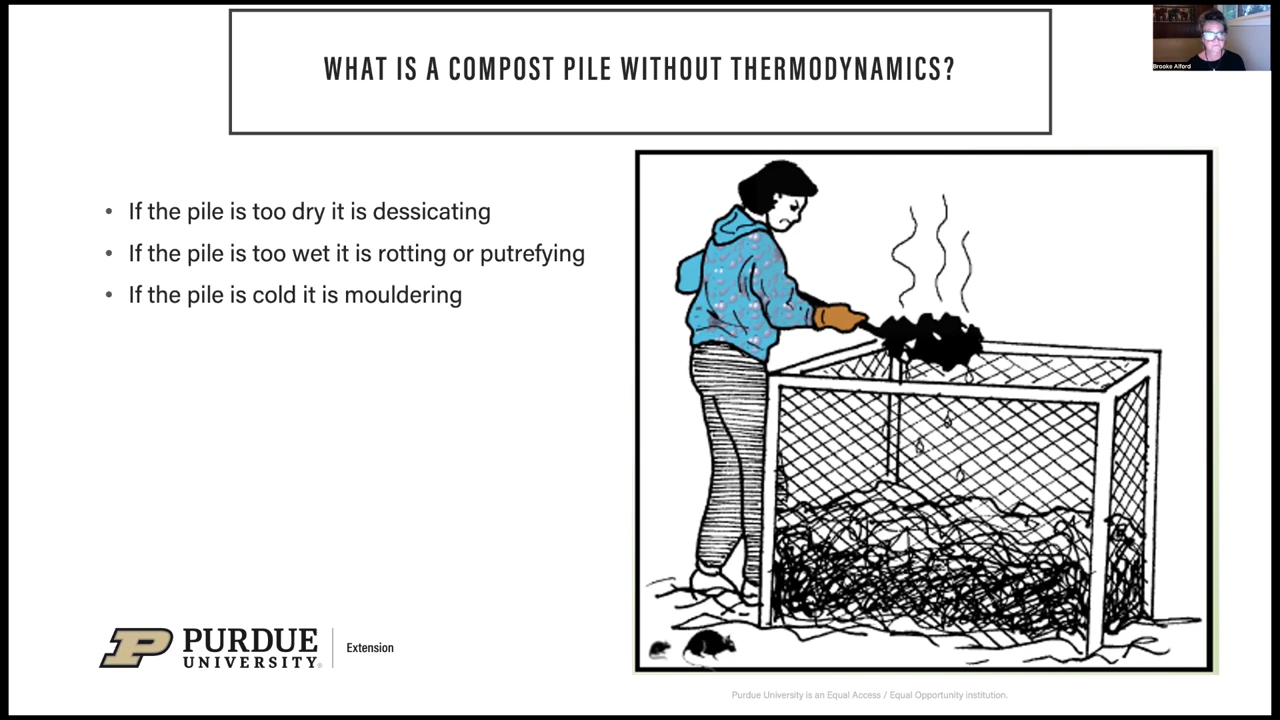 WHAT IS A COMPOST PILE WITHOUT THERMODYNAMICS?
Brooke Alford
• If the pile is too dry it is dessicating
• If the pile is too wet it is rotting or putrefying
• If the pile is cold it is mouldering
PURDUE
UNIVERSITY®
Extension
Purdue University is an Equal Access / Equal Opportunity institution.